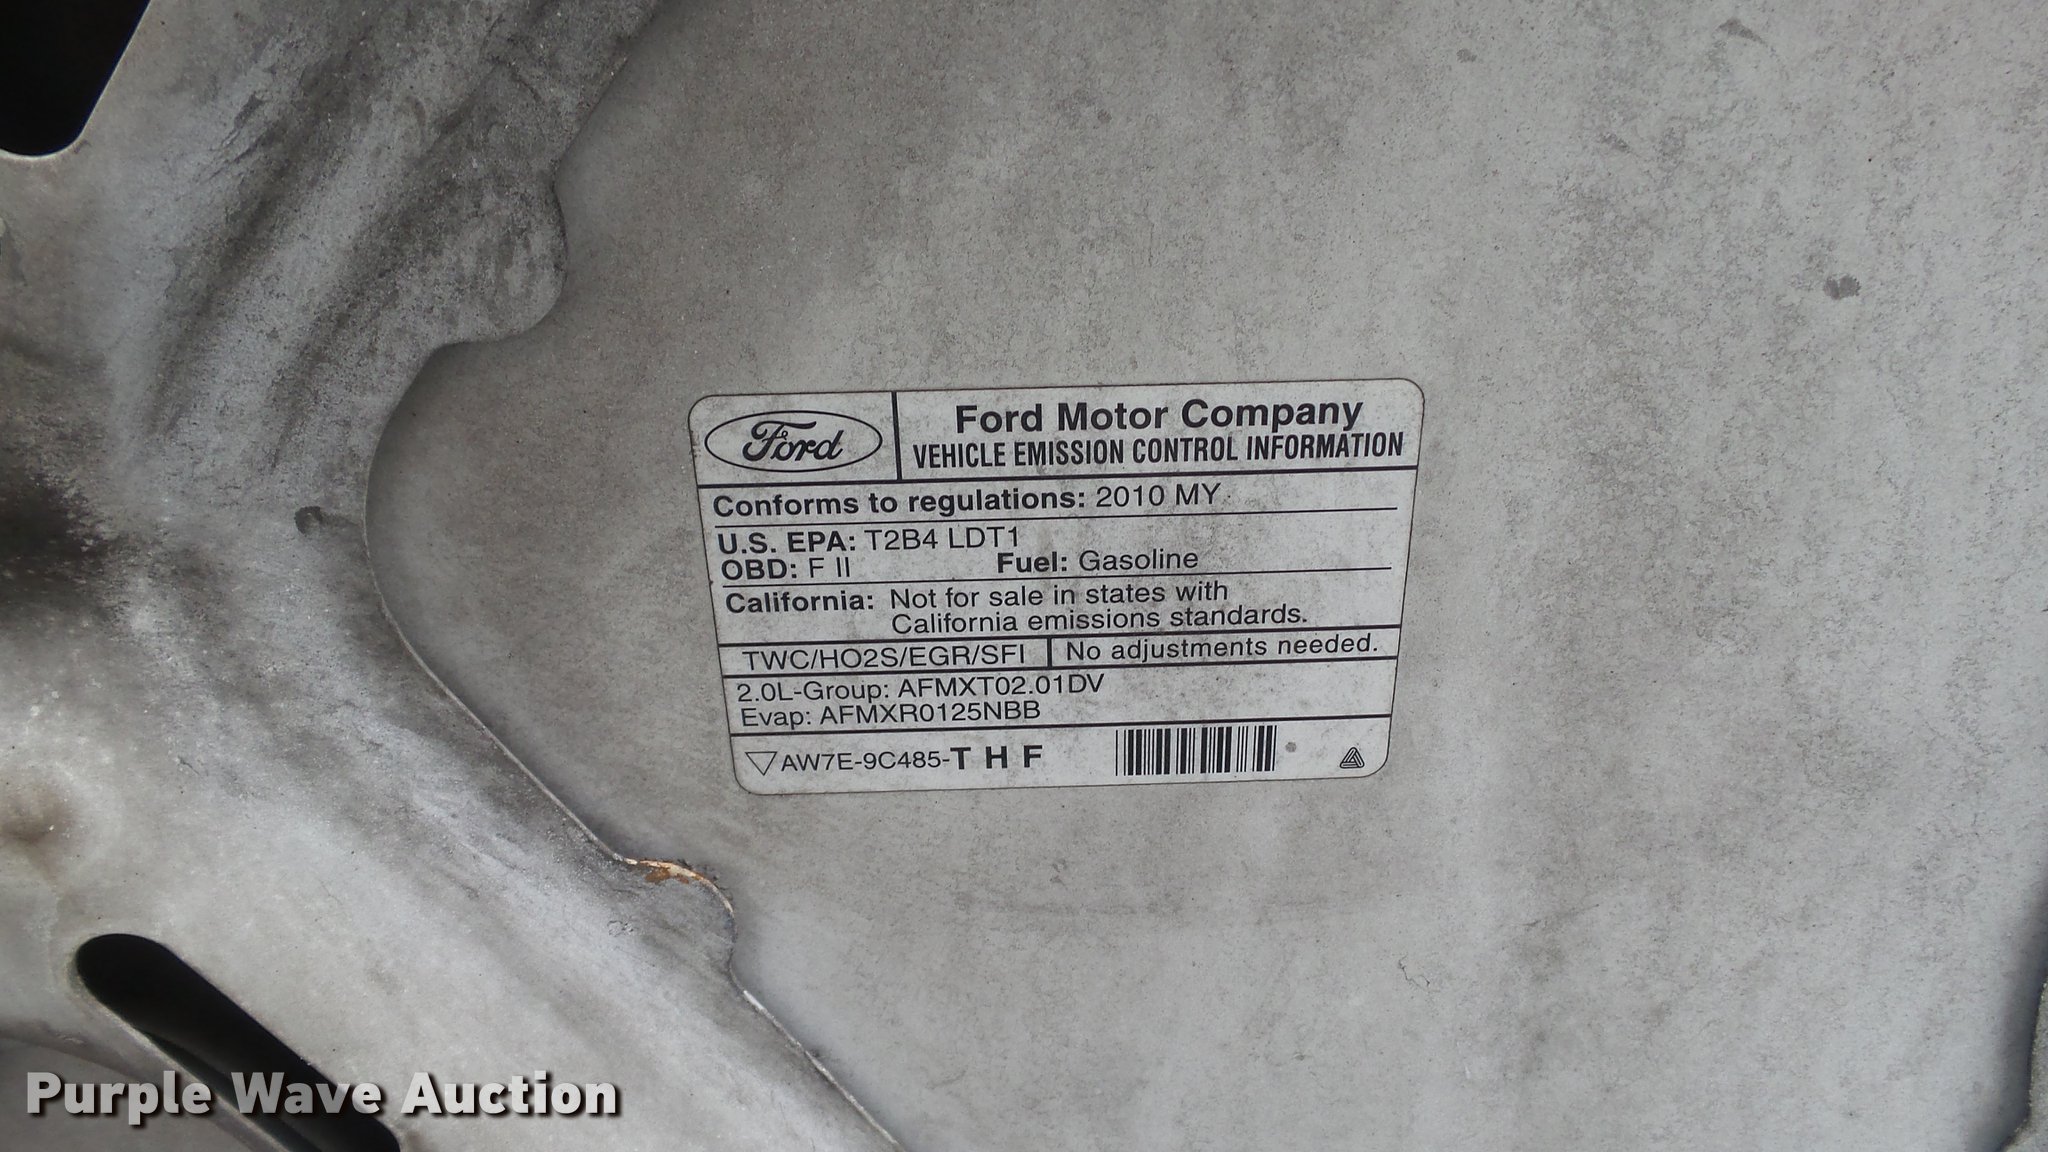 Ford
Ford Motor Company
VEHICLE EMISSION CONTROL INFORMATION
Conforms to regulations: 2010 MY
U.S. EPA: T2B4 LDT1
OBD: F II Fuel: Gasoline
California: Not for sale in states with
California emissions standards.
TWC/HO2S/EGR/SFI No adjustments needed.
2.0L-Group: AFMXT02.01DV
Evap: AFMXR0125NBB
AW7E-9C485-T H F
Purple Wave Auction